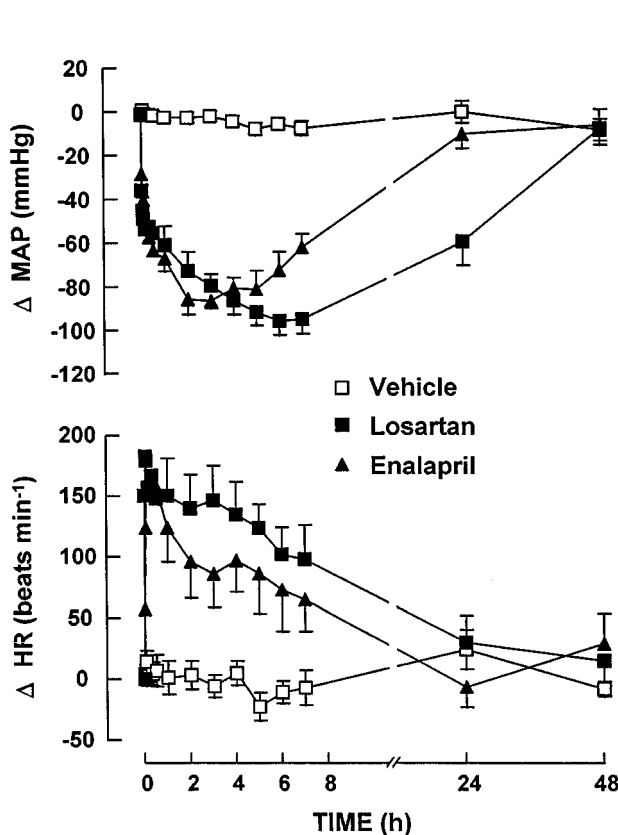 20
0
-20
-40
-60
-80
-100
-120
Δ MAP (mmHg)
Vehicle
Losartan
Enalapril
200
150
100
50
0
-50
Δ HR (beats min⁻¹)
0 2 4 6 8 24 48
TIME (h)